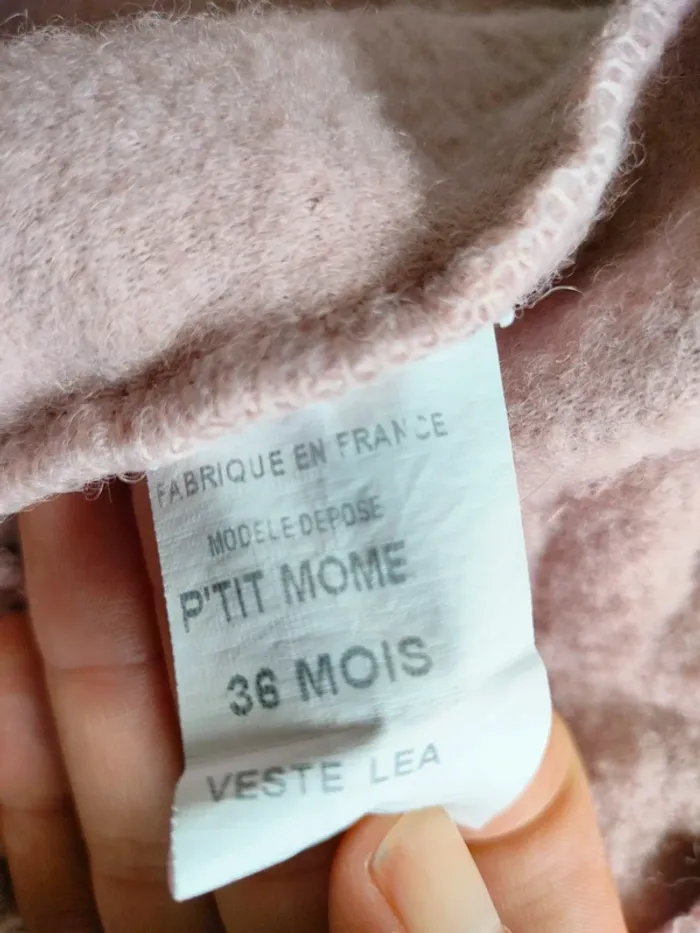 FABRIQUE EN FRANCE
MODELE DEPOSE
P'TIT MOME
36 MOIS
VESTE LEA